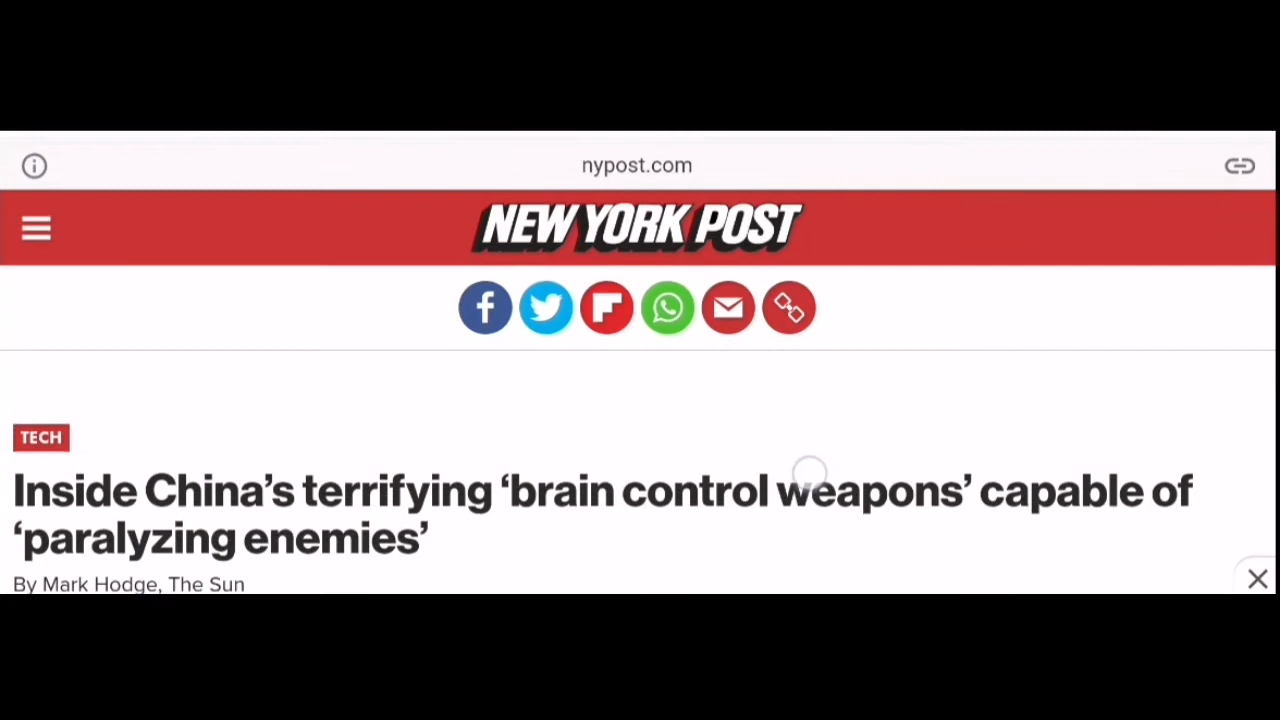 nypost.com
NEW YORK POST
TECH
Inside China’s terrifying ‘brain control weapons’ capable of
‘paralyzing enemies’
By Mark Hodge, The Sun